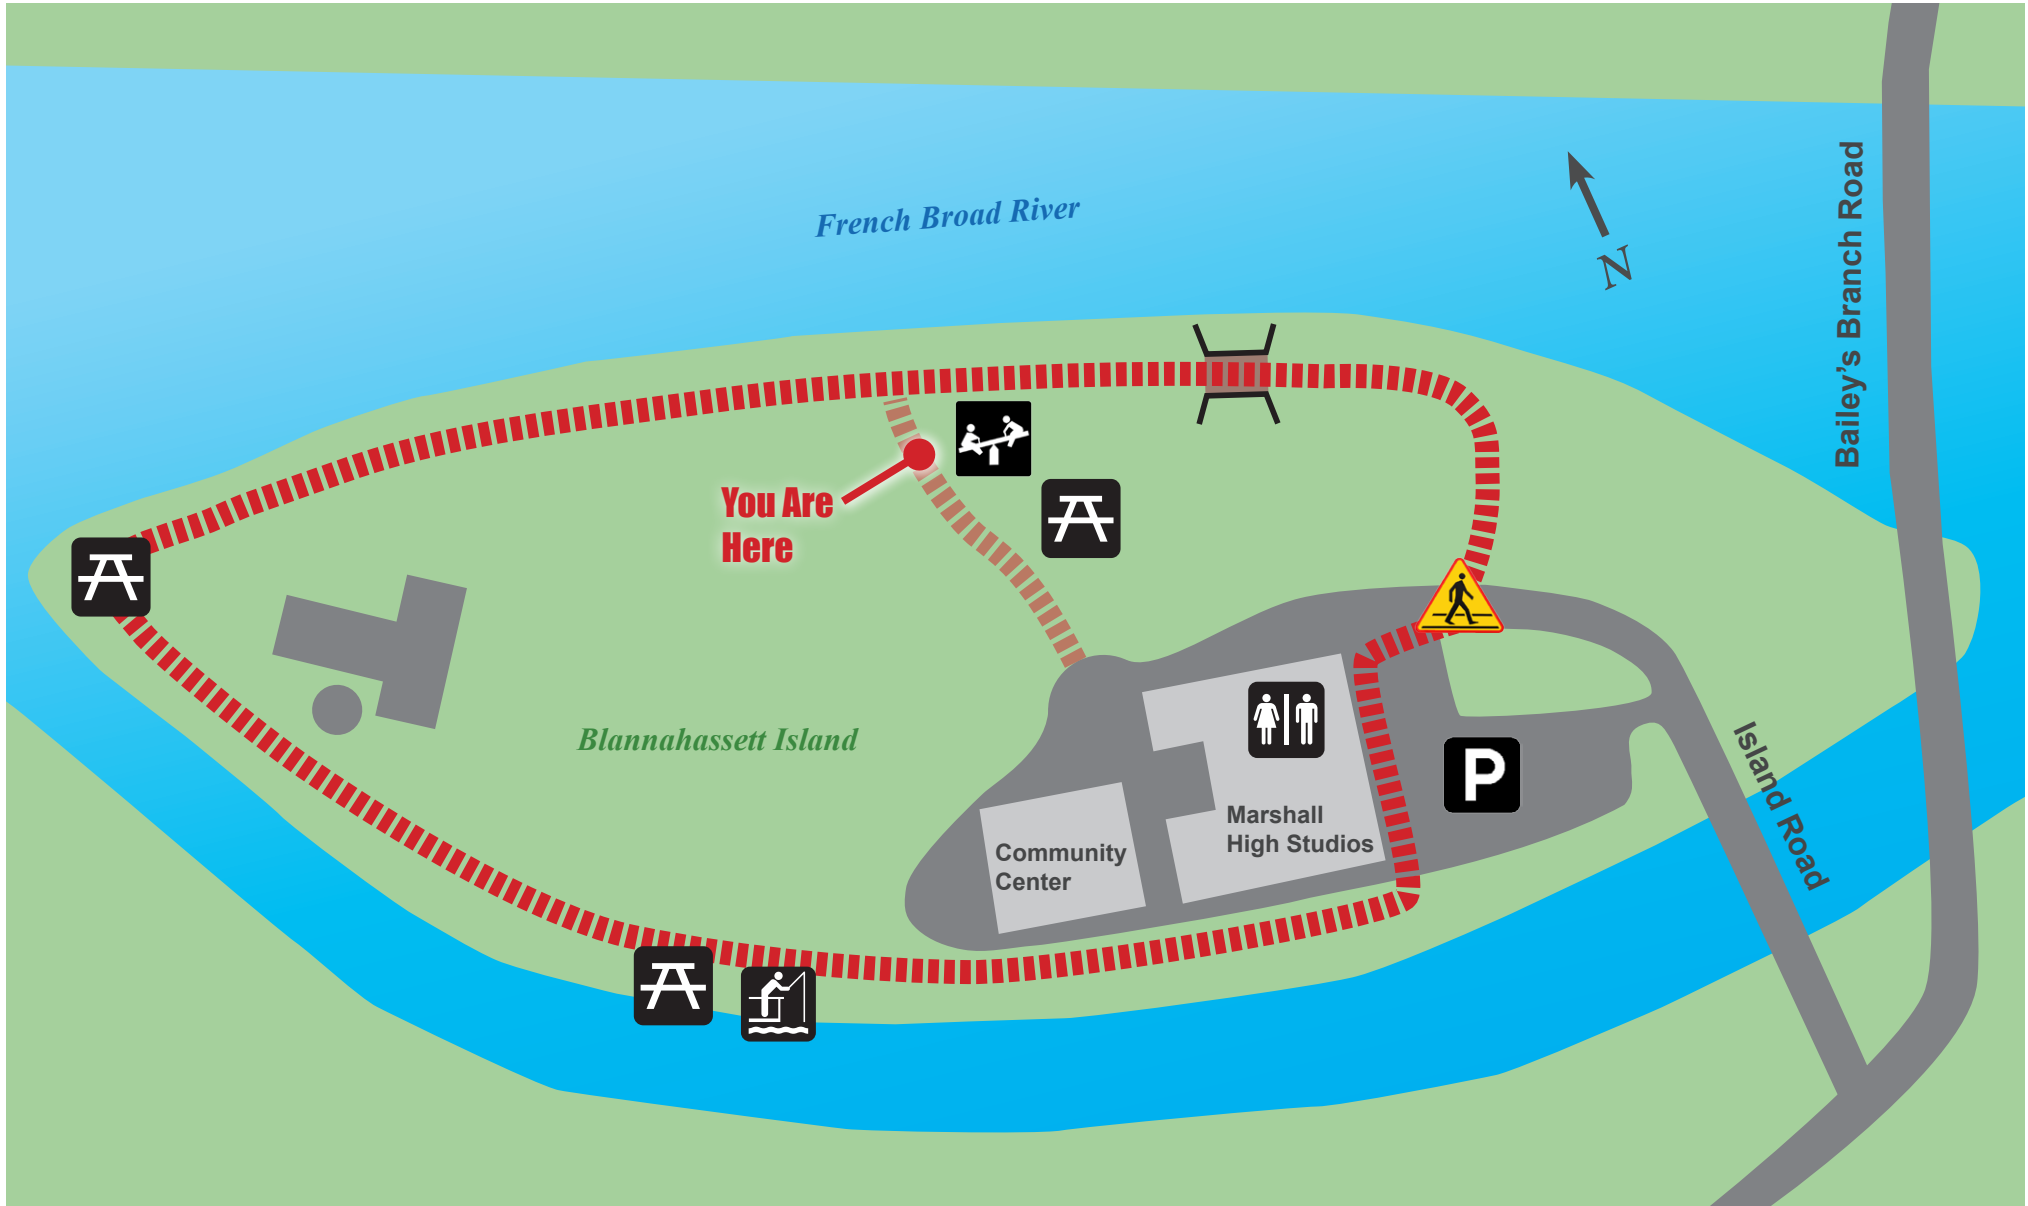 French Broad River
N
Bailey's Branch Road
You Are
Here
Blannahassett Island
Island Road
P
Marshall
High Studios
Community
Center